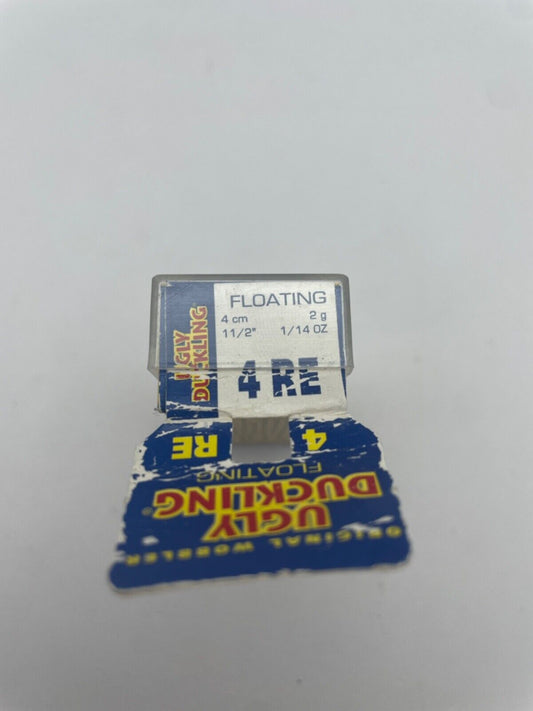 FLOATING
4 cm 2 g
11/2" 1/14 OZ
UGLY
DUCKLING®
4 RE
4 RE
FLOATING
UGLY
DUCKLING®
ORIGINAL WOBBLER